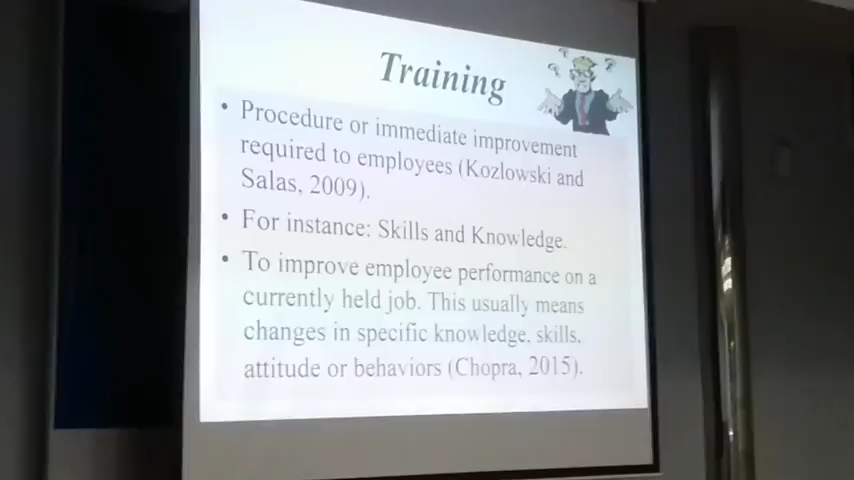 Training
• Procedure or immediate improvement
required to employees (Kozlowski and
Salas, 2009).
• For instance: Skills and Knowledge.
• To improve employee performance on a
currently held job. This usually means
changes in specific knowledge, skills,
attitude or behaviors (Chopra, 2015).